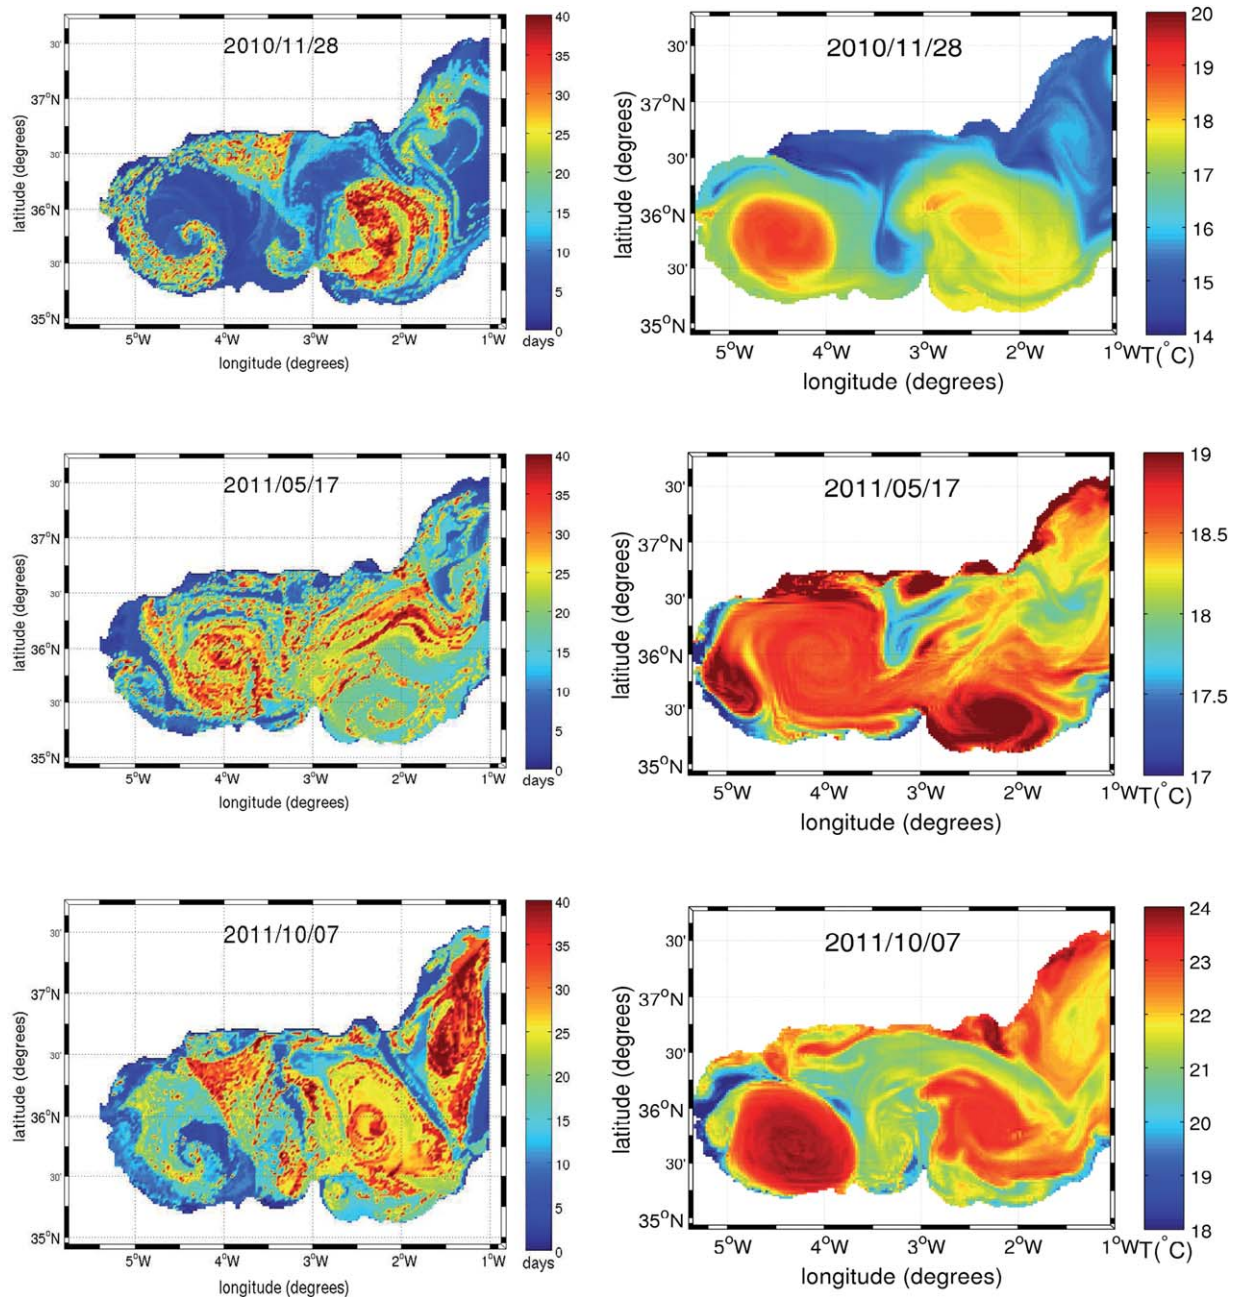 2010/11/28
30'
37°N
30'
36°N
30'
35°N
latitude (degrees)
5°W 4°W 3°W 2°W 1°W
longitude (degrees)
40
35
30
25
20
15
10
5
0
days
2010/11/28
30'
37°N
30'
36°N
30'
35°N
latitude (degrees)
5°W 4°W 3°W 2°W 1°W
longitude (degrees)
20
19
18
17
16
15
14
T(°C)
2011/05/17
30'
37°N
30'
36°N
30'
35°N
latitude (degrees)
5°W 4°W 3°W 2°W 1°W
longitude (degrees)
40
35
30
25
20
15
10
5
0
days
2011/05/17
30'
37°N
30'
36°N
30'
35°N
latitude (degrees)
5°W 4°W 3°W 2°W 1°W
longitude (degrees)
19
18.5
18
17.5
17
T(°C)
2011/10/07
30'
37°N
30'
36°N
30'
35°N
latitude (degrees)
5°W 4°W 3°W 2°W 1°W
longitude (degrees)
40
35
30
25
20
15
10
5
0
days
2011/10/07
30'
37°N
30'
36°N
30'
35°N
latitude (degrees)
5°W 4°W 3°W 2°W 1°W
longitude (degrees)
24
23
22
21
20
19
18
T(°C)